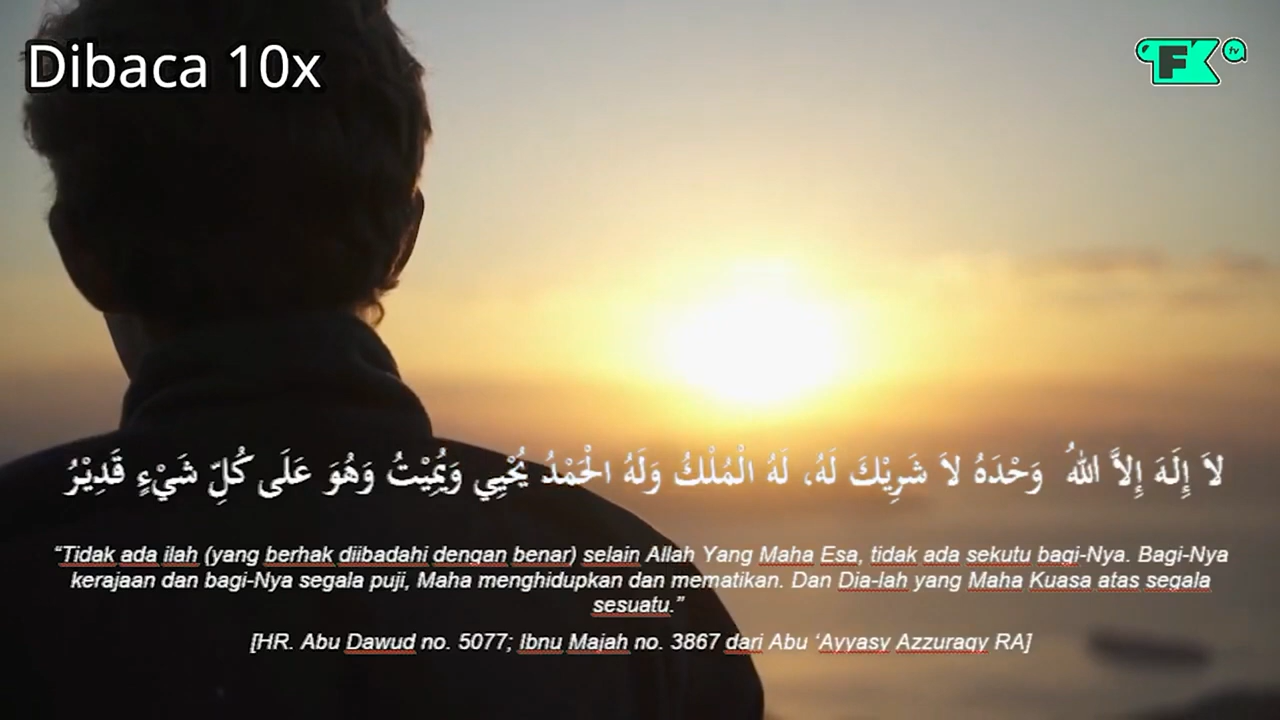 Dibaca 10x
FK tv
لاَ إِلَهَ إِلاَّ اللهُ وَحْدَهُ لاَ شَرِيْكَ لَهُ، لَهُ الْمُلْكُ وَلَهُ الْحَمْدُ يُحْيِي وَيُمِيْتُ وَهُوَ عَلَى كُلِّ شَيْءٍ قَدِيْرُ
“Tidak ada ilah (yang berhak diibadahi dengan benar) selain Allah Yang Maha Esa, tidak ada sekutu bagi-Nya. Bagi-Nya
kerajaan dan bagi-Nya segala puji, Maha menghidupkan dan mematikan. Dan Dia-lah yang Maha Kuasa atas segala
sesuatu.”
[HR. Abu Dawud no. 5077; Ibnu Majah no. 3867 dari Abu ‘Ayyasy Azzuraqy RA]